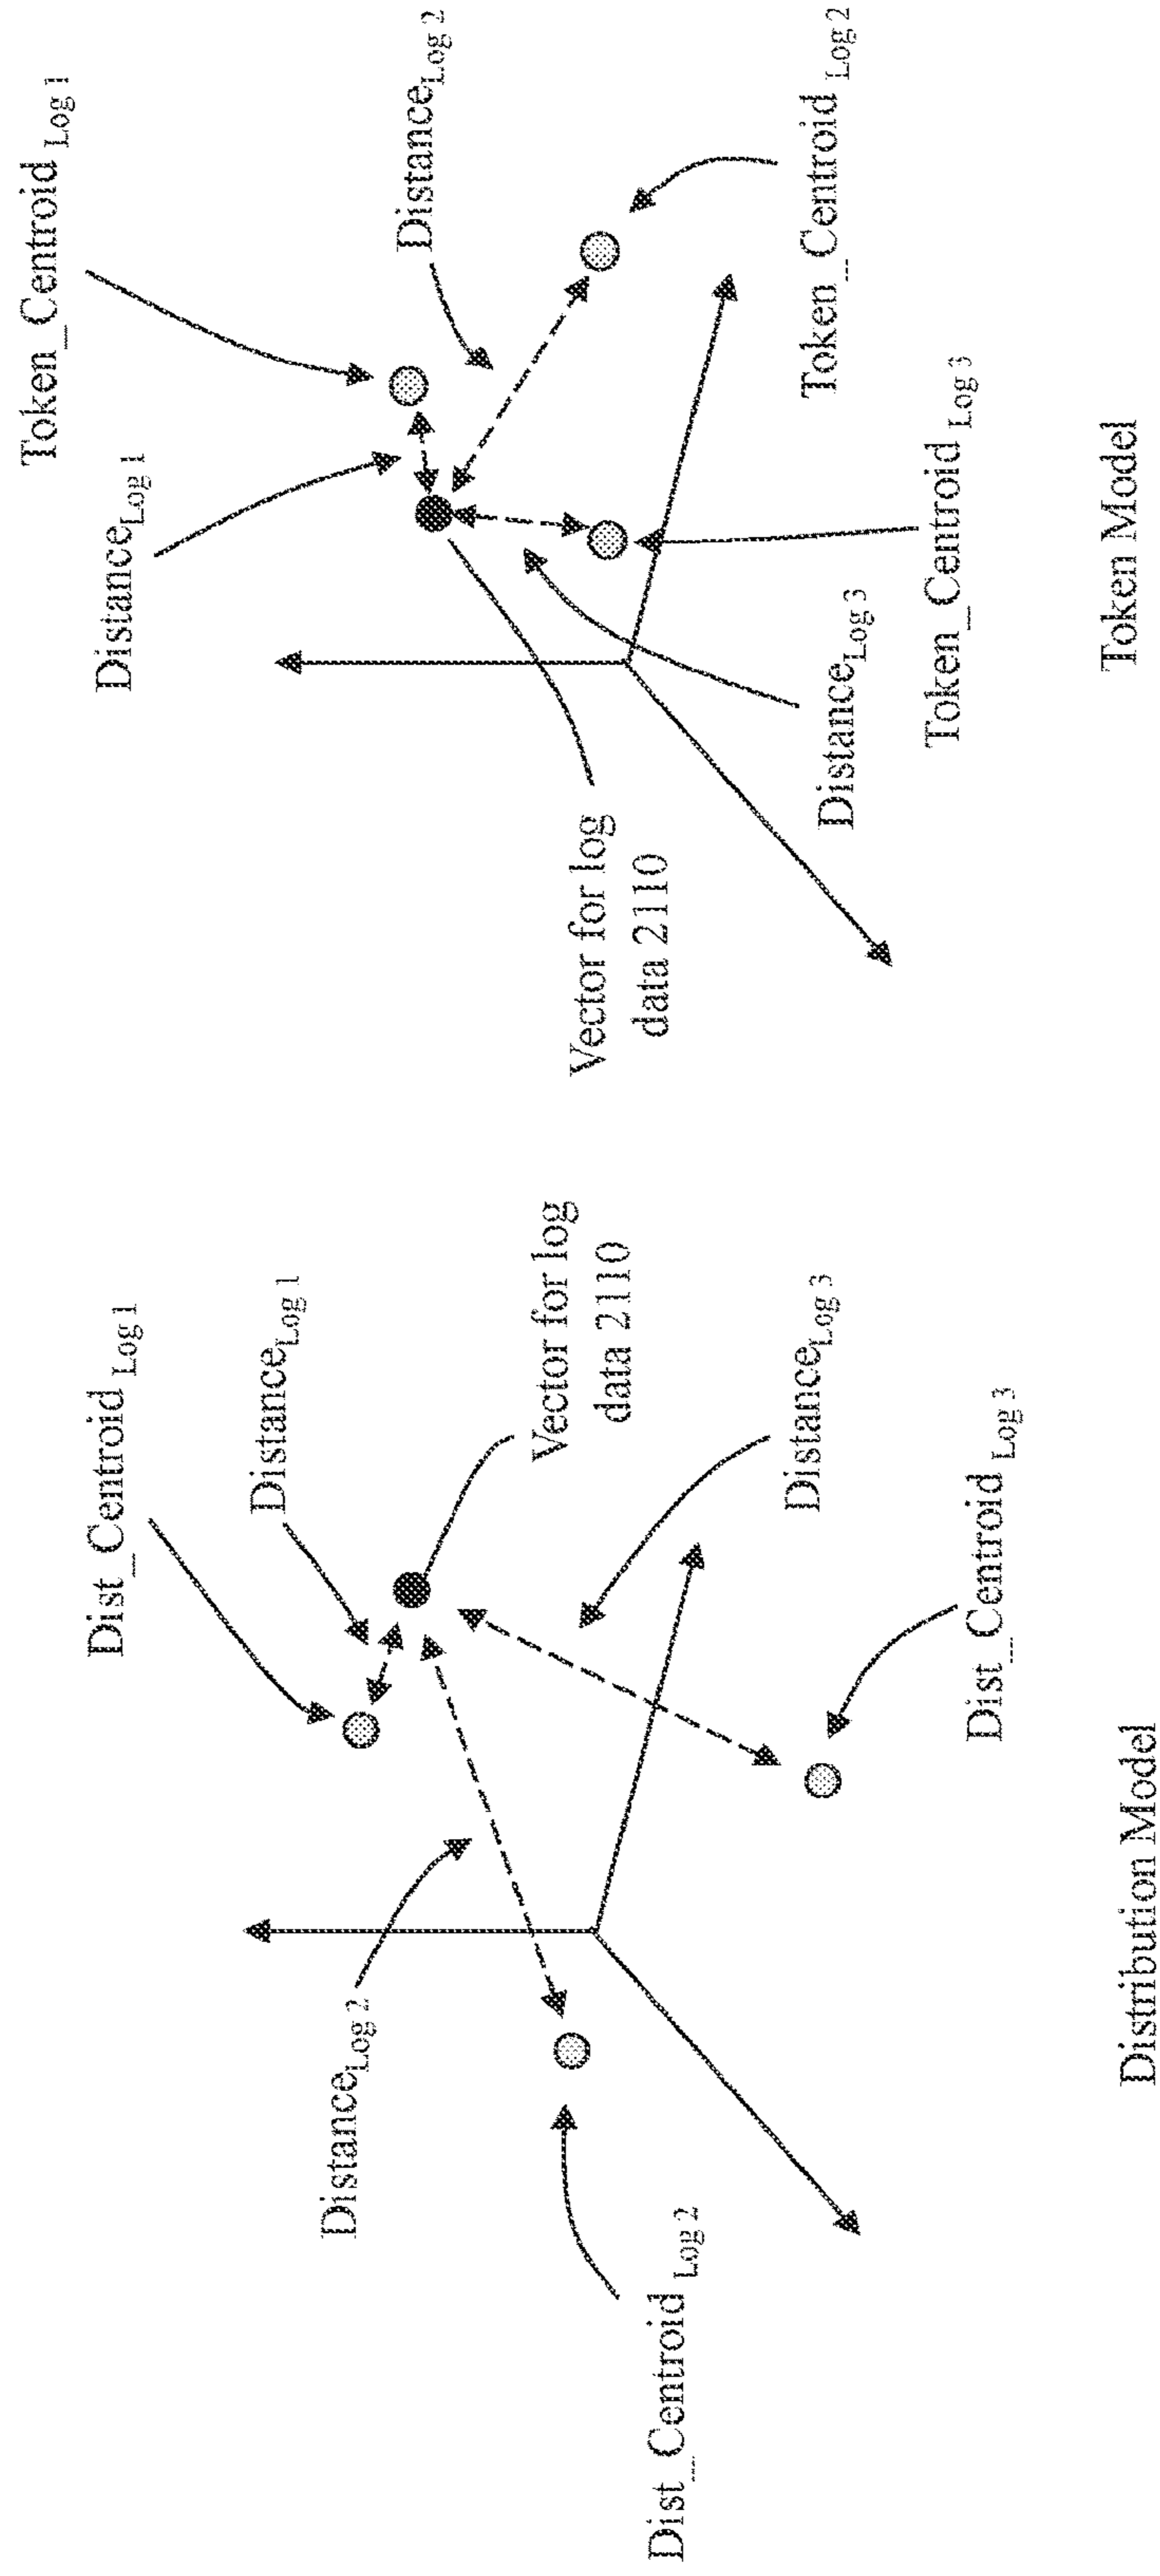 Dist_Centroid Log 1
Distance Log 1
Distance Log 2
Vector for log
data 2110
Dist_Centroid Log 2
Distance Log 3
Dist_Centroid Log 3
Distribution Model
Token_Centroid Log 1
Distance Log 1
Distance Log 2
Vector for log
data 2110
Token_Centroid Log 2
Distance Log 3
Token_Centroid Log 3
Token Model